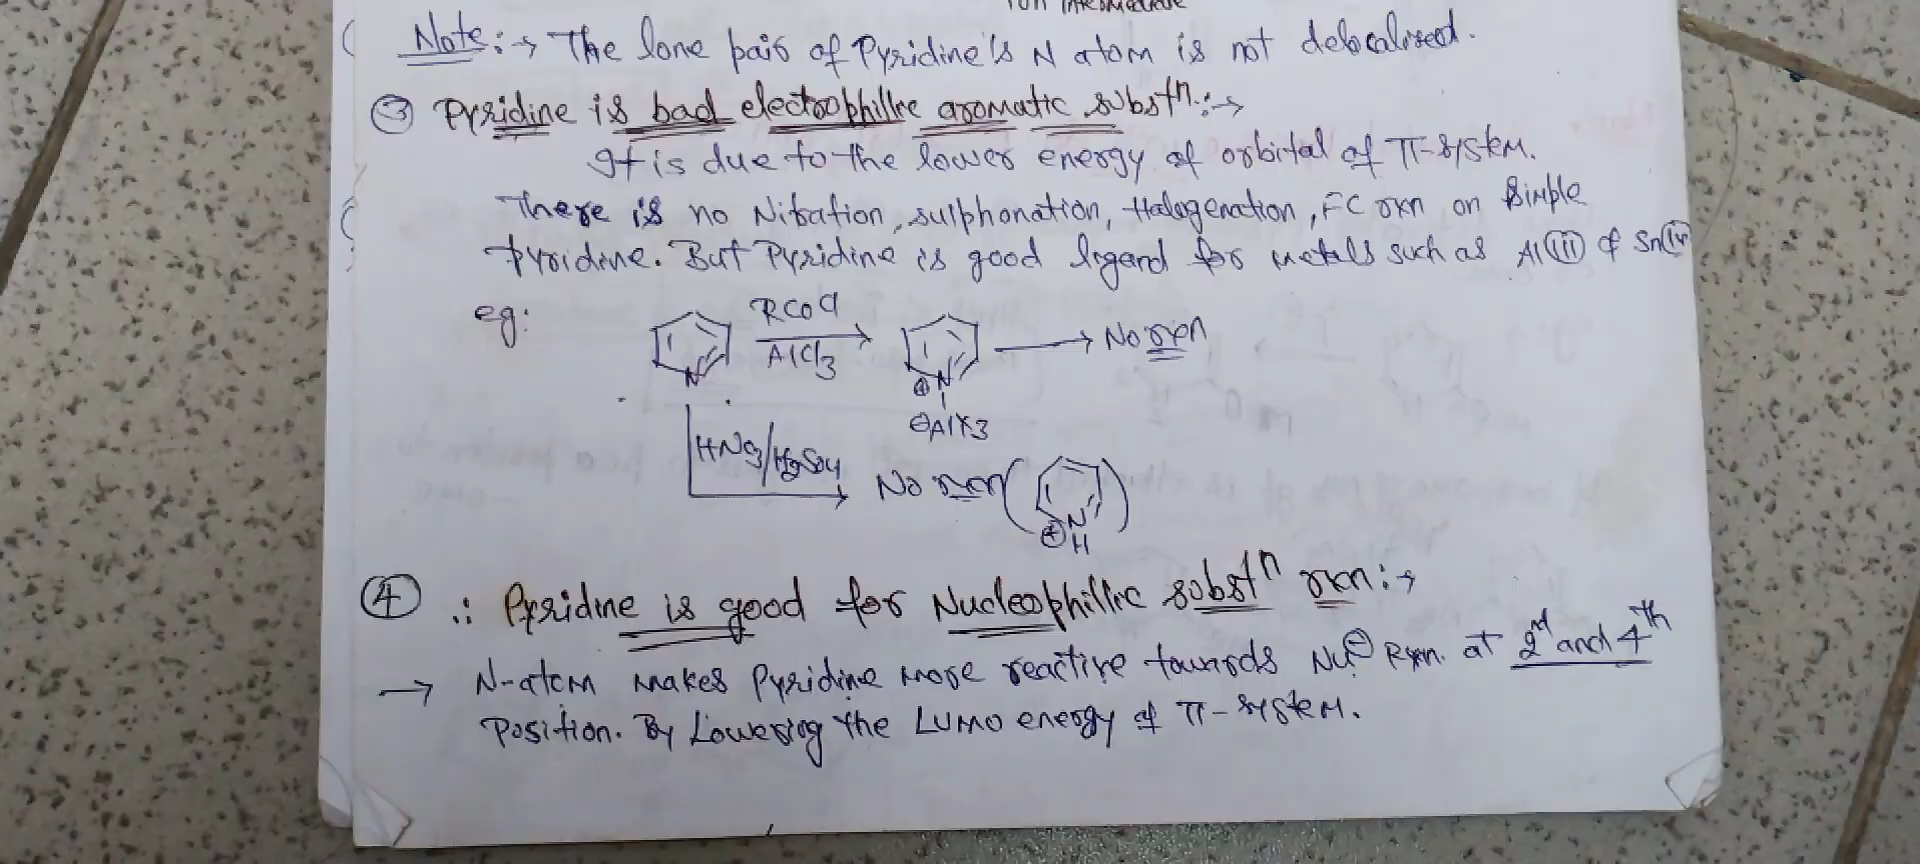 Note:→ The lone pair of Pyridine's N atom is not delocalised.
③ Pyridine is bad electrophillic aromatic substⁿ:→
It is due to the lower energy of orbital of π-system.
There is no Nitration, sulphonation, Halogenation, FC rxn on simple
Pyridine. But Pyridine is good ligand for metals such as Al(III) & Sn(IV)
eg:
RCOCl
AlCl3
→ No rxn
N
⊕N
⊖AlX3
HNO3/H2SO4
No rxn (
⊕N
H
)
④ ∴ Pyridine is good for Nucleophillic substⁿ rxn:→
→ N-atom makes Pyridine more reactive towards Nu⊖ Rxn. at 2nd and 4th
Position. By Lowering the LUMO energy of π-system.